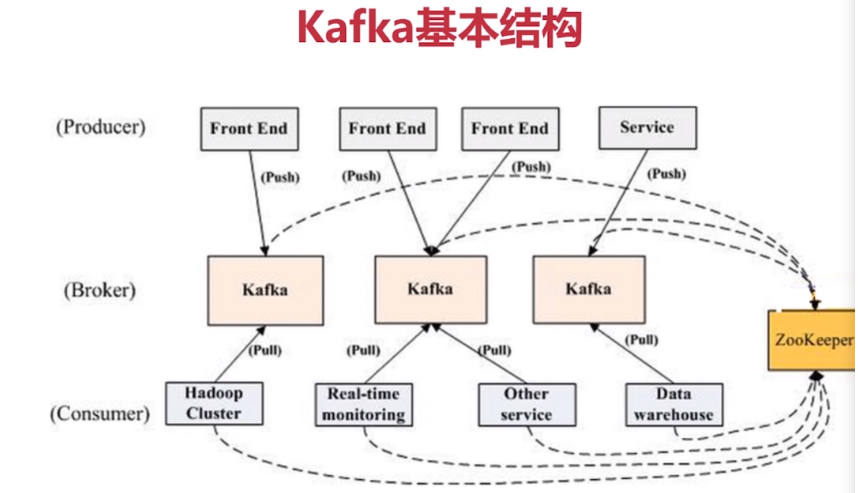 Kafka基本结构
(Producer)
Front End
Front End
Front End
Service
(Push)
(Push)
(Push)
(Push)
(Broker)
Kafka
Kafka
Kafka
ZooKeeper
(Pull)
(Pull)
(Pull)
(Pull)
(Consumer)
Hadoop
Cluster
Real-time
monitoring
Other
service
Data
warehouse